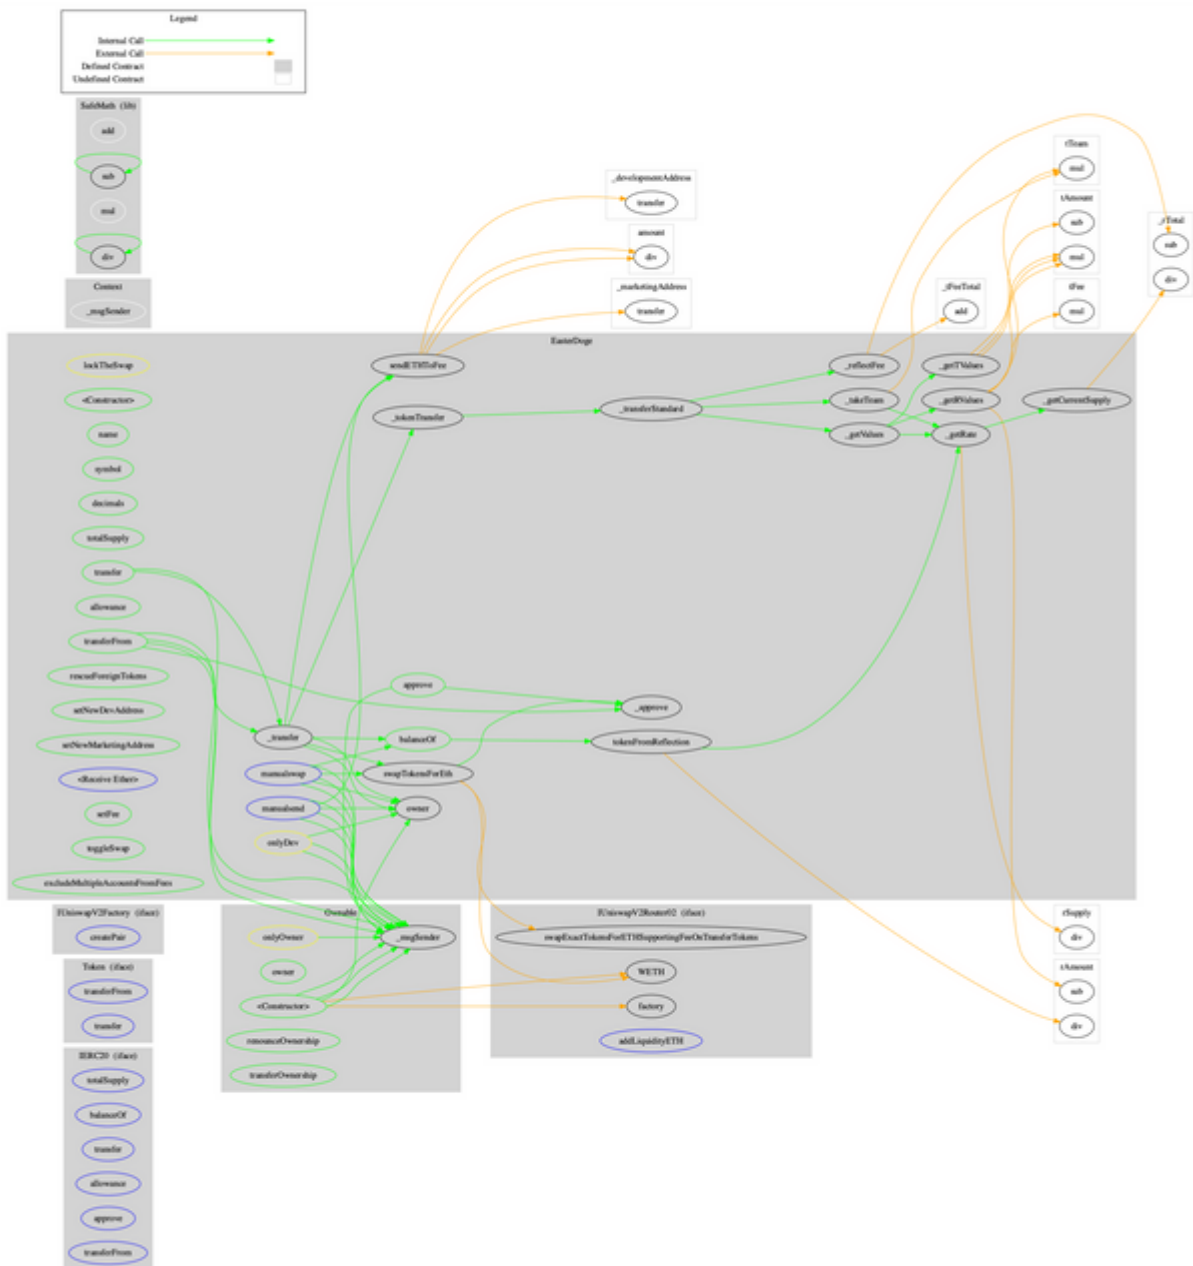 Legend
Internal Call
External Call
Defined Contract
Undefined Contract
SafeMath (lib)
add
sub
mul
div
Context
_msgSender
_developmentAddress
transfer
amount
div
_marketingAddress
transfer
_tFeeTotal
add
tTeam
mul
tAmount
sub
mul
tFee
mul
_rTotal
sub
div
EasterDoge
lockTheSwap
<Constructor>
name
symbol
decimals
totalSupply
transfer
allowance
transferFrom
rescueForeignTokens
setNewDevAddress
setNewMarketingAddress
<Receive Ether>
setFee
toggleSwap
excludeMultipleAccountsFromFees
_transfer
manualswap
manualsend
onlyDev
sendETHToFee
_tokenTransfer
approve
balanceOf
swapTokensForEth
owner
_transferStandard
_approve
tokenFromReflection
_reflectFee
_takeTeam
_getValues
_getTValues
_getRValues
_getRate
_getCurrentSupply
IUniswapV2Factory (iface)
createPair
Token (iface)
transferFrom
transfer
IERC20 (iface)
totalSupply
balanceOf
transfer
allowance
approve
transferFrom
Ownable
onlyOwner
owner
<Constructor>
renounceOwnership
transferOwnership
_msgSender
IUniswapV2Router02 (iface)
swapExactTokensForETHSupportingFeeOnTransferTokens
WETH
factory
addLiquidityETH
rSupply
div
rAmount
sub
div